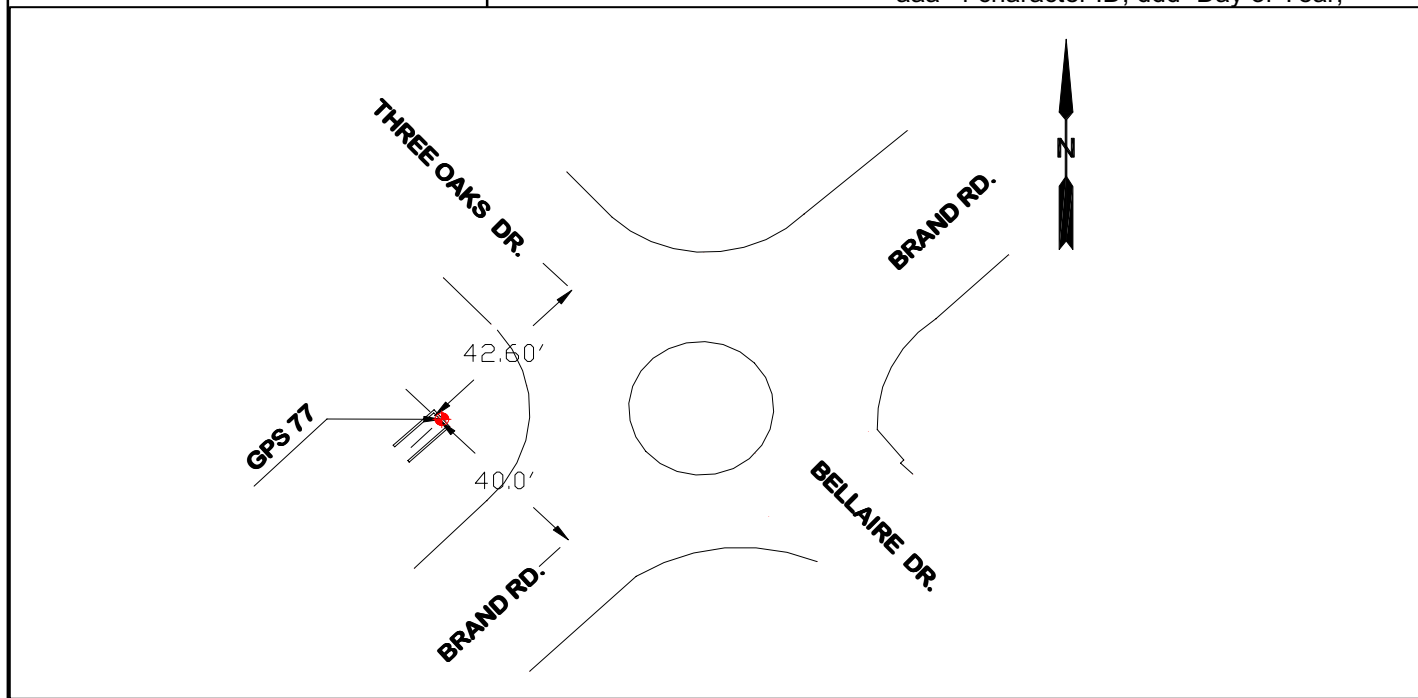 THREE OAKS DR.
N
BRAND RD.
42.60'
GPS 77
40.0'
BELLAIRE DR.
BRAND RD.